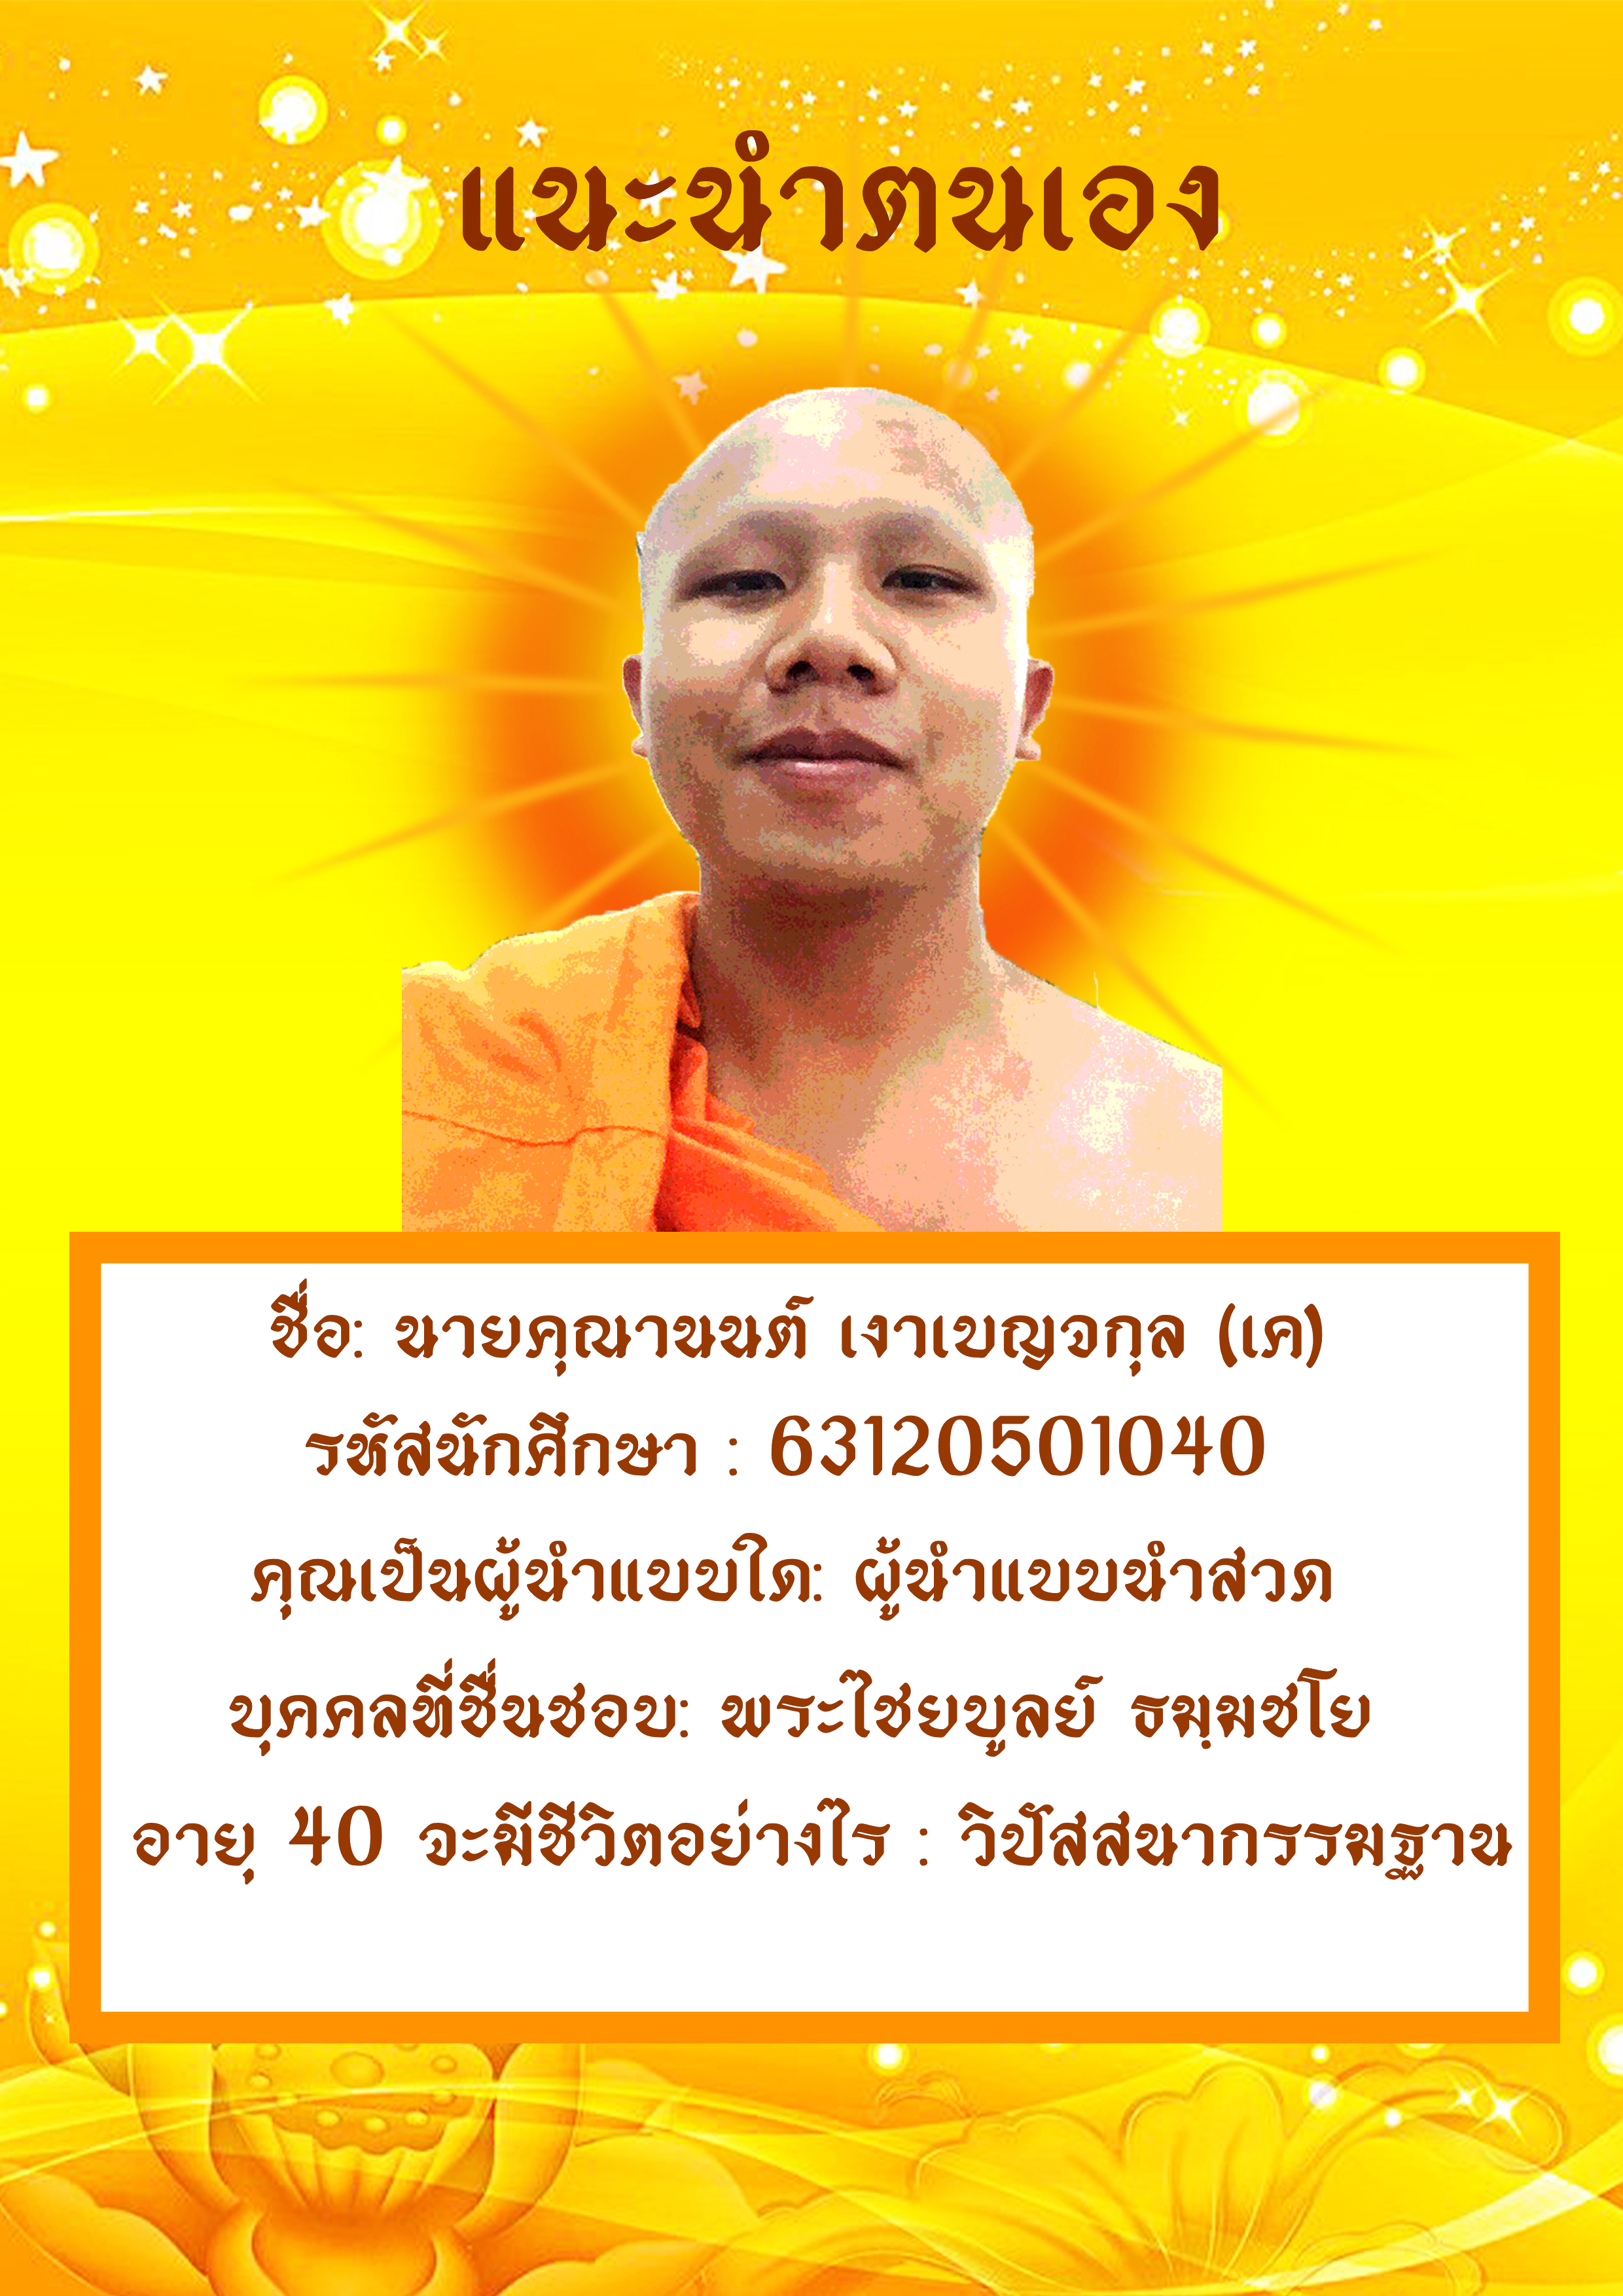 แนะนำตนเอง
ชื่อ: นายคุณานนต์ เงาเบญจกุล (เค)
รหัสนักศึกษา : 63120501040
คุณเป็นผู้นำแบบใด: ผู้นำแบบนำสวด
บุคคลที่ชื่นชอบ: พระไชยบูลย์ ธมฺมชโย
อายุ 40 จะมีชีวิตอย่างไร : วิปัสสนากรรมฐาน